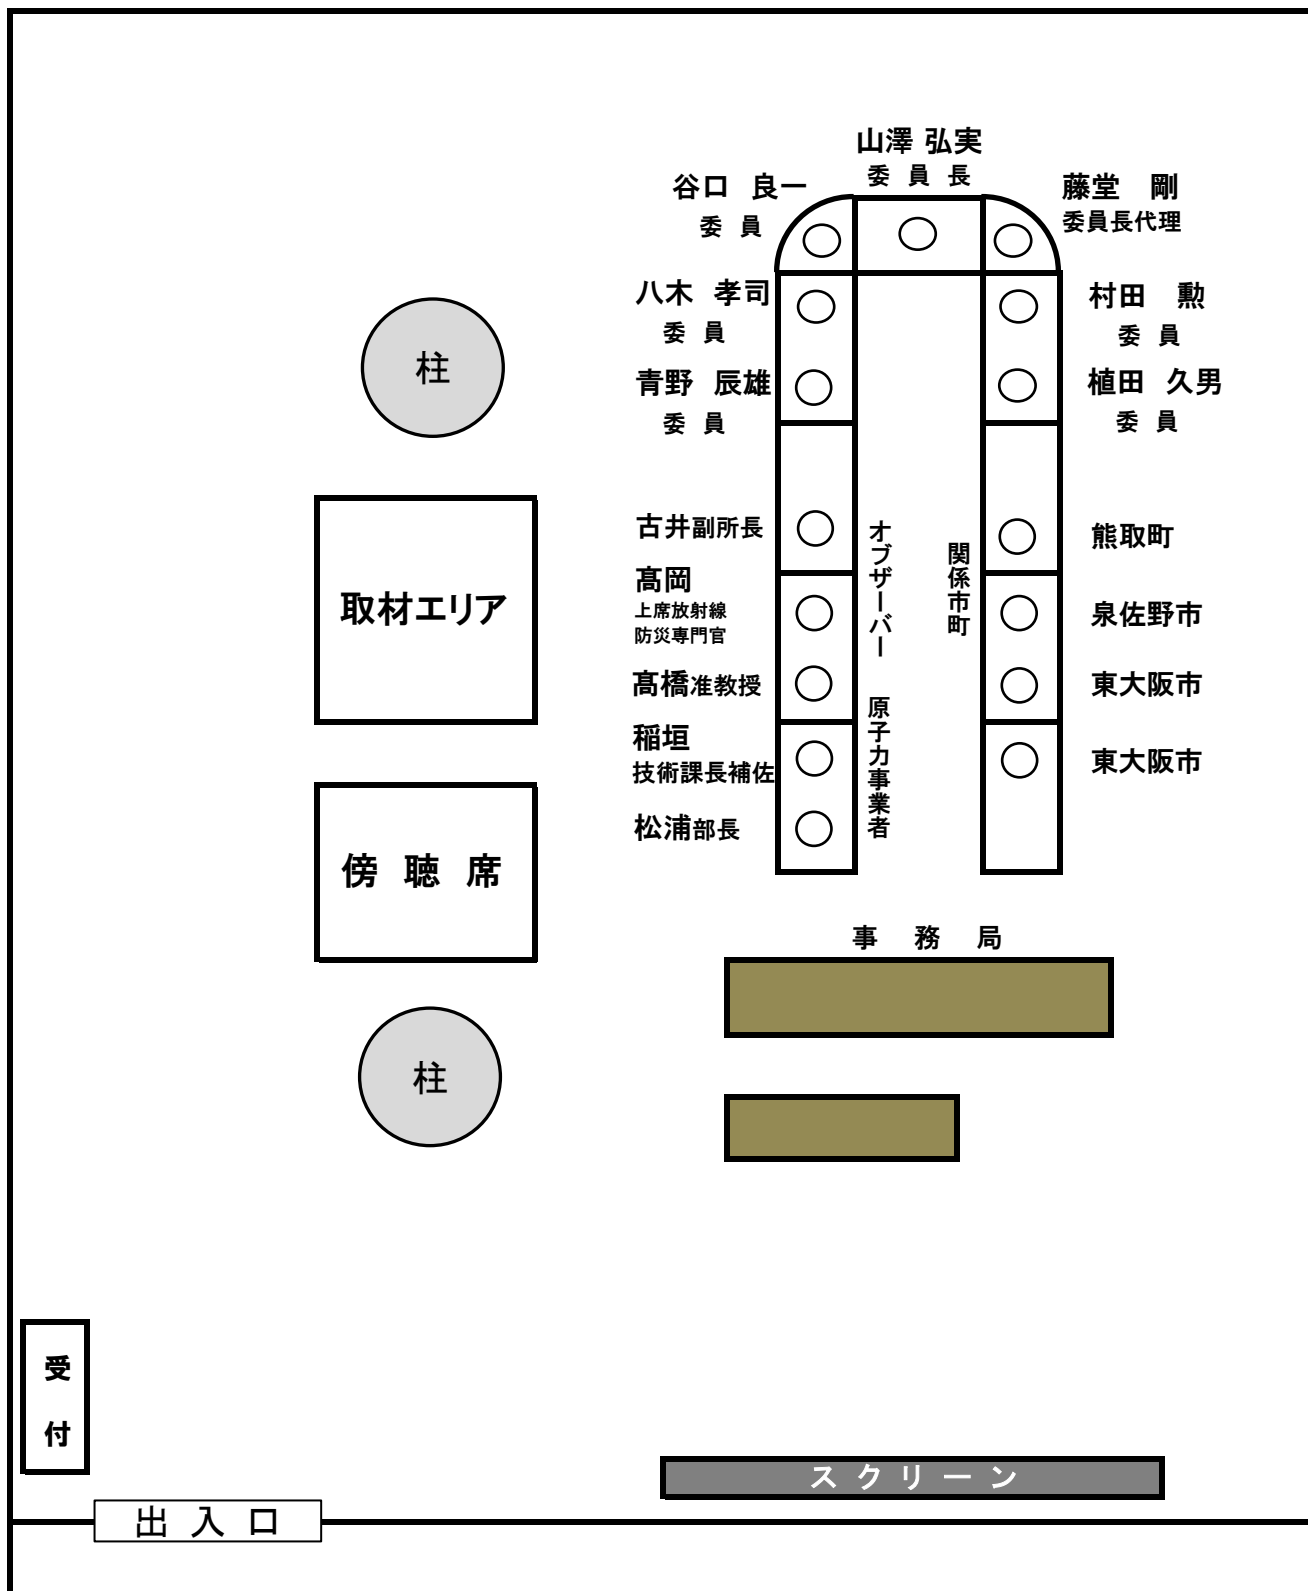 山澤 弘実
委 員 長
谷口 良一
委 員
藤堂 剛
委員長代理
八木 孝司
委 員
村田 勲
委 員
青野 辰雄
委 員
植田 久男
委 員
柱
取材エリア
古井副所長
髙岡
上席放射線
防災専門官
髙橋准教授
稲垣
技術課長補佐
松浦部長
オブザーバー
原子力事業者
関係市町
熊取町
泉佐野市
東大阪市
東大阪市
傍 聴 席
事 務 局
柱
受付
スクリーン
出 入 口